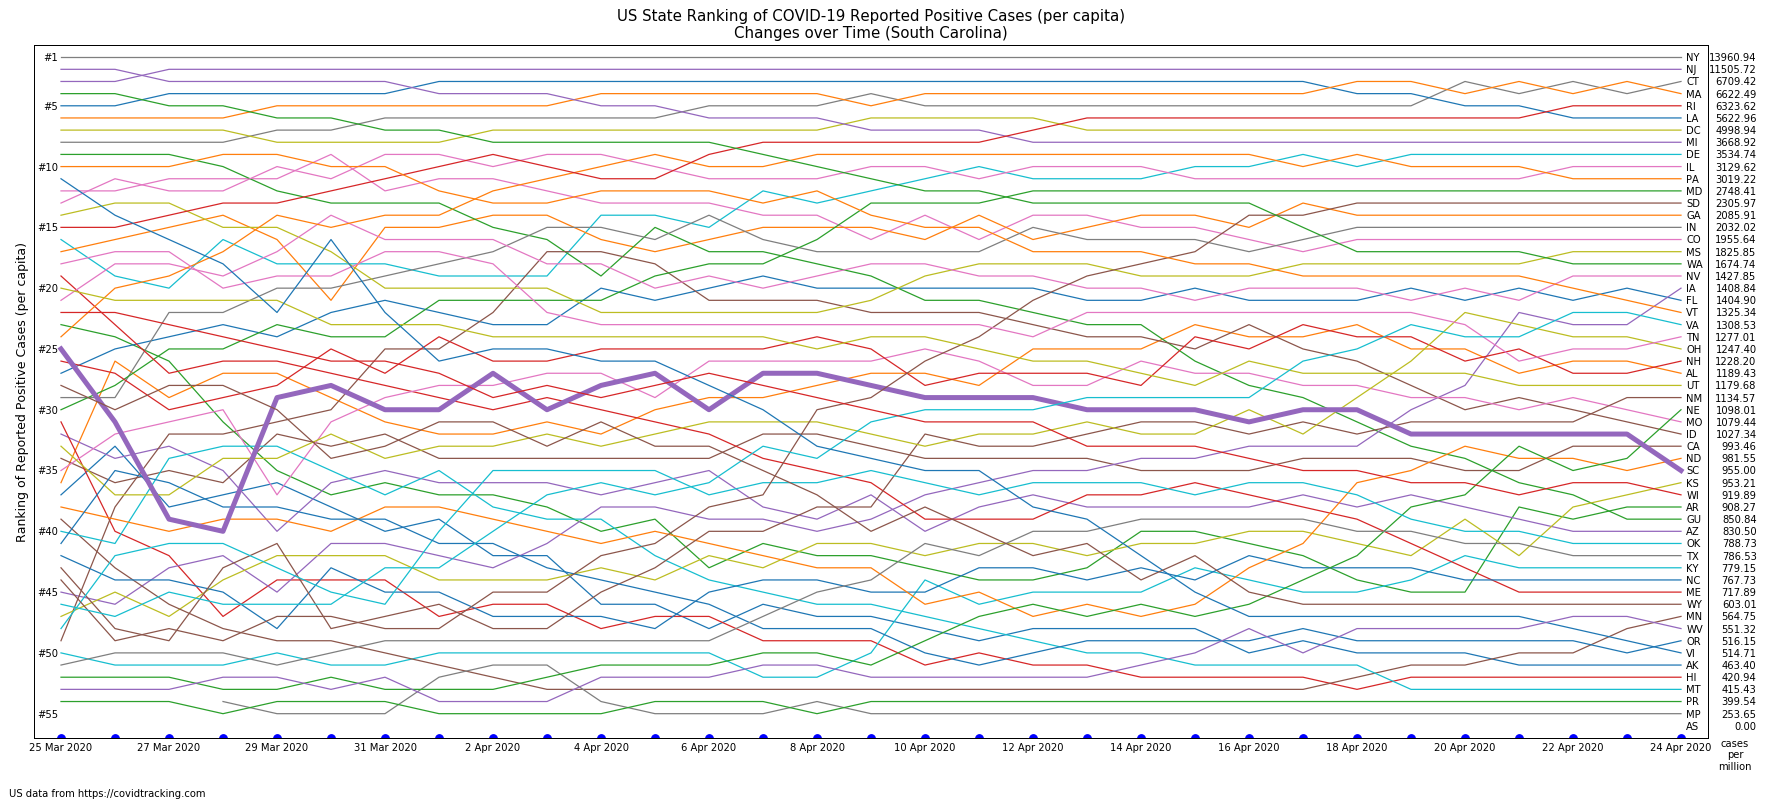 US State Ranking of COVID-19 Reported Positive Cases (per capita)
Changes over Time (South Carolina)
Ranking of Reported Positive Cases (per capita)
#1
#5
#10
#15
#20
#25
#30
#35
#40
#45
#50
#55
NY 13960.94
NJ 11505.72
CT 6709.42
MA 6622.49
RI 6323.62
LA 5622.96
DC 4998.94
MI 3668.92
DE 3534.74
IL 3129.62
PA 3019.22
MD 2748.41
SD 2305.97
GA 2085.91
IN 2032.02
CO 1955.64
MS 1825.85
WA 1674.74
NV 1427.85
IA 1408.84
FL 1404.90
VT 1325.34
VA 1308.53
TN 1277.01
OH 1247.40
NH 1228.20
AL 1189.43
UT 1179.68
NM 1134.57
NE 1098.01
MO 1079.44
ID 1027.34
CA 993.46
ND 981.55
SC 955.00
KS 953.21
WI 919.89
AR 908.27
GU 850.84
AZ 830.50
OK 788.73
TX 786.53
KY 779.15
NC 767.73
ME 717.89
WY 603.01
MN 564.75
WV 551.32
OR 516.15
VI 514.71
AK 463.40
HI 420.94
MT 415.43
PR 399.54
MP 253.65
AS 0.00
25 Mar 2020 27 Mar 2020 29 Mar 2020 31 Mar 2020 2 Apr 2020 4 Apr 2020 6 Apr 2020 8 Apr 2020 10 Apr 2020 12 Apr 2020 14 Apr 2020 16 Apr 2020 18 Apr 2020 20 Apr 2020 22 Apr 2020 24 Apr 2020
cases
per
million
US data from https://covidtracking.com